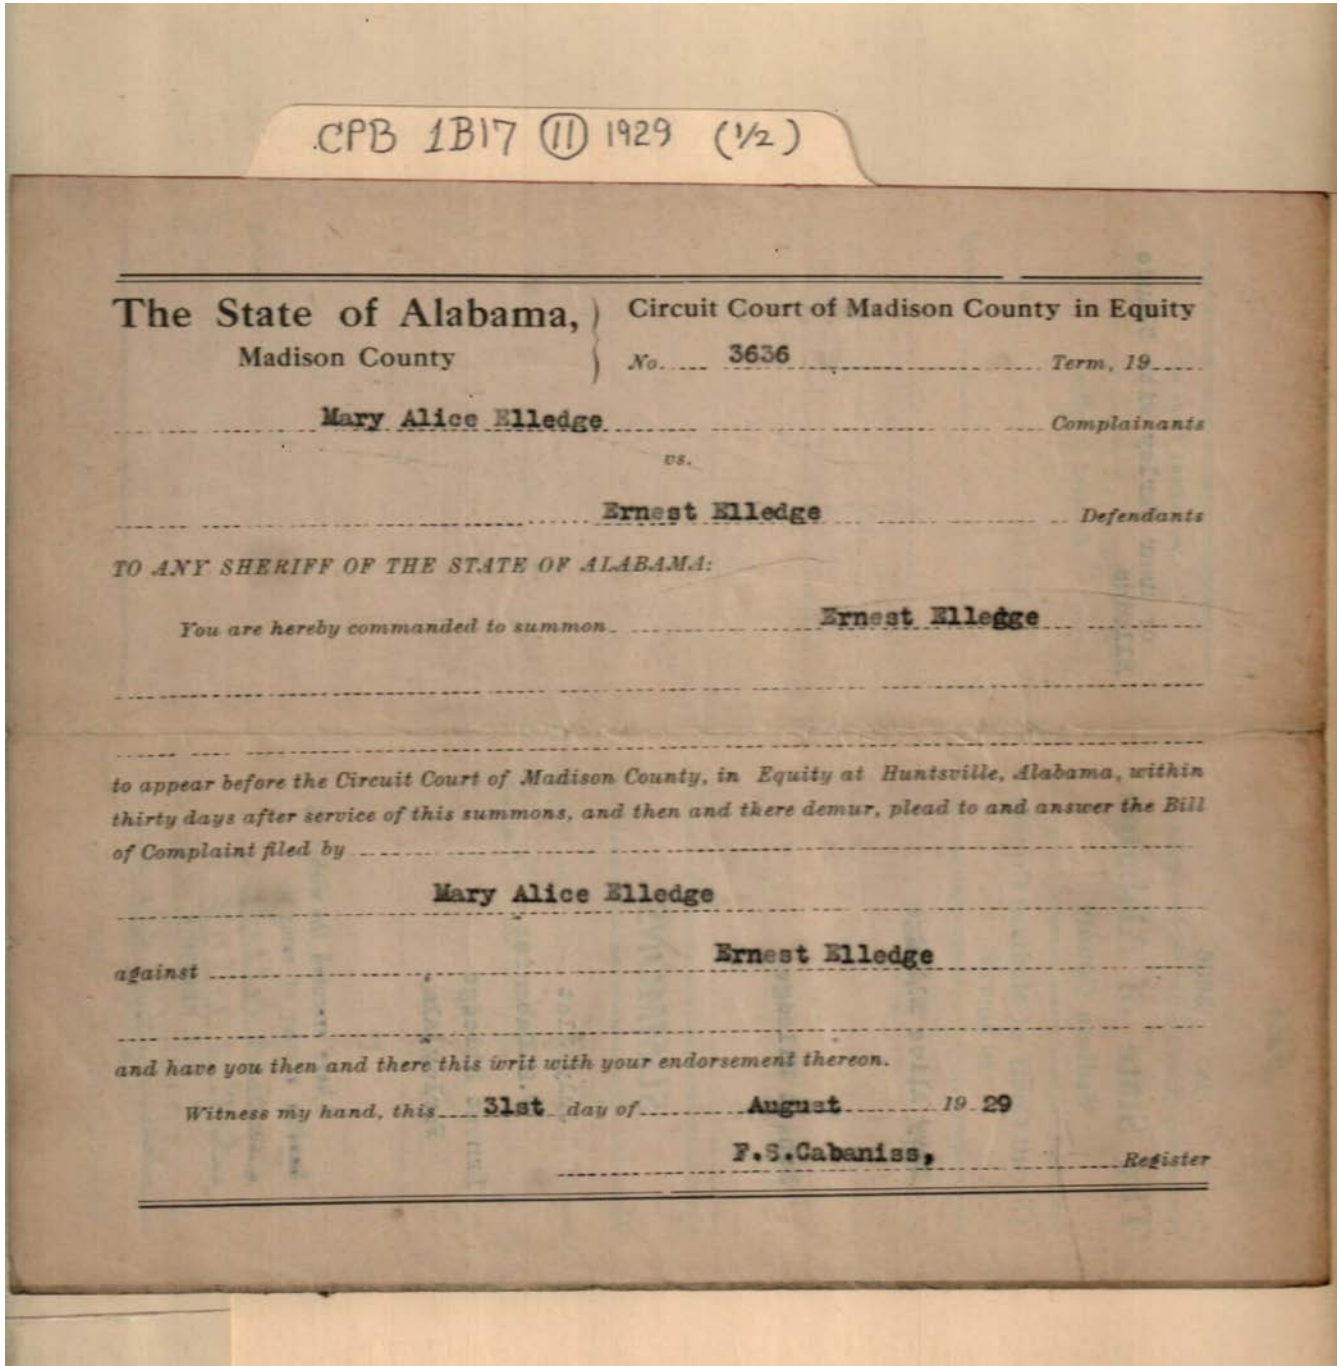 CPB 1B17 (11) 1929 (1/2)
The State of Alabama, Circuit Court of Madison County in Equity
Madison County No. 3636 Term, 19
Mary Alice Elledge Complainants
vs.
Ernest Elledge Defendants
TO ANY SHERIFF OF THE STATE OF ALABAMA:
You are hereby commanded to summon Ernest Elledge
to appear before the Circuit Court of Madison County, in Equity at Huntsville, Alabama, within
thirty days after service of this summons, and then and there demur, plead to and answer the Bill
of Complaint filed by
Mary Alice Elledge
against Ernest Elledge
and have you then and there this writ with your endorsement thereon.
Witness my hand, this 31st day of August 19 29
F.S.Cabaniss, Register